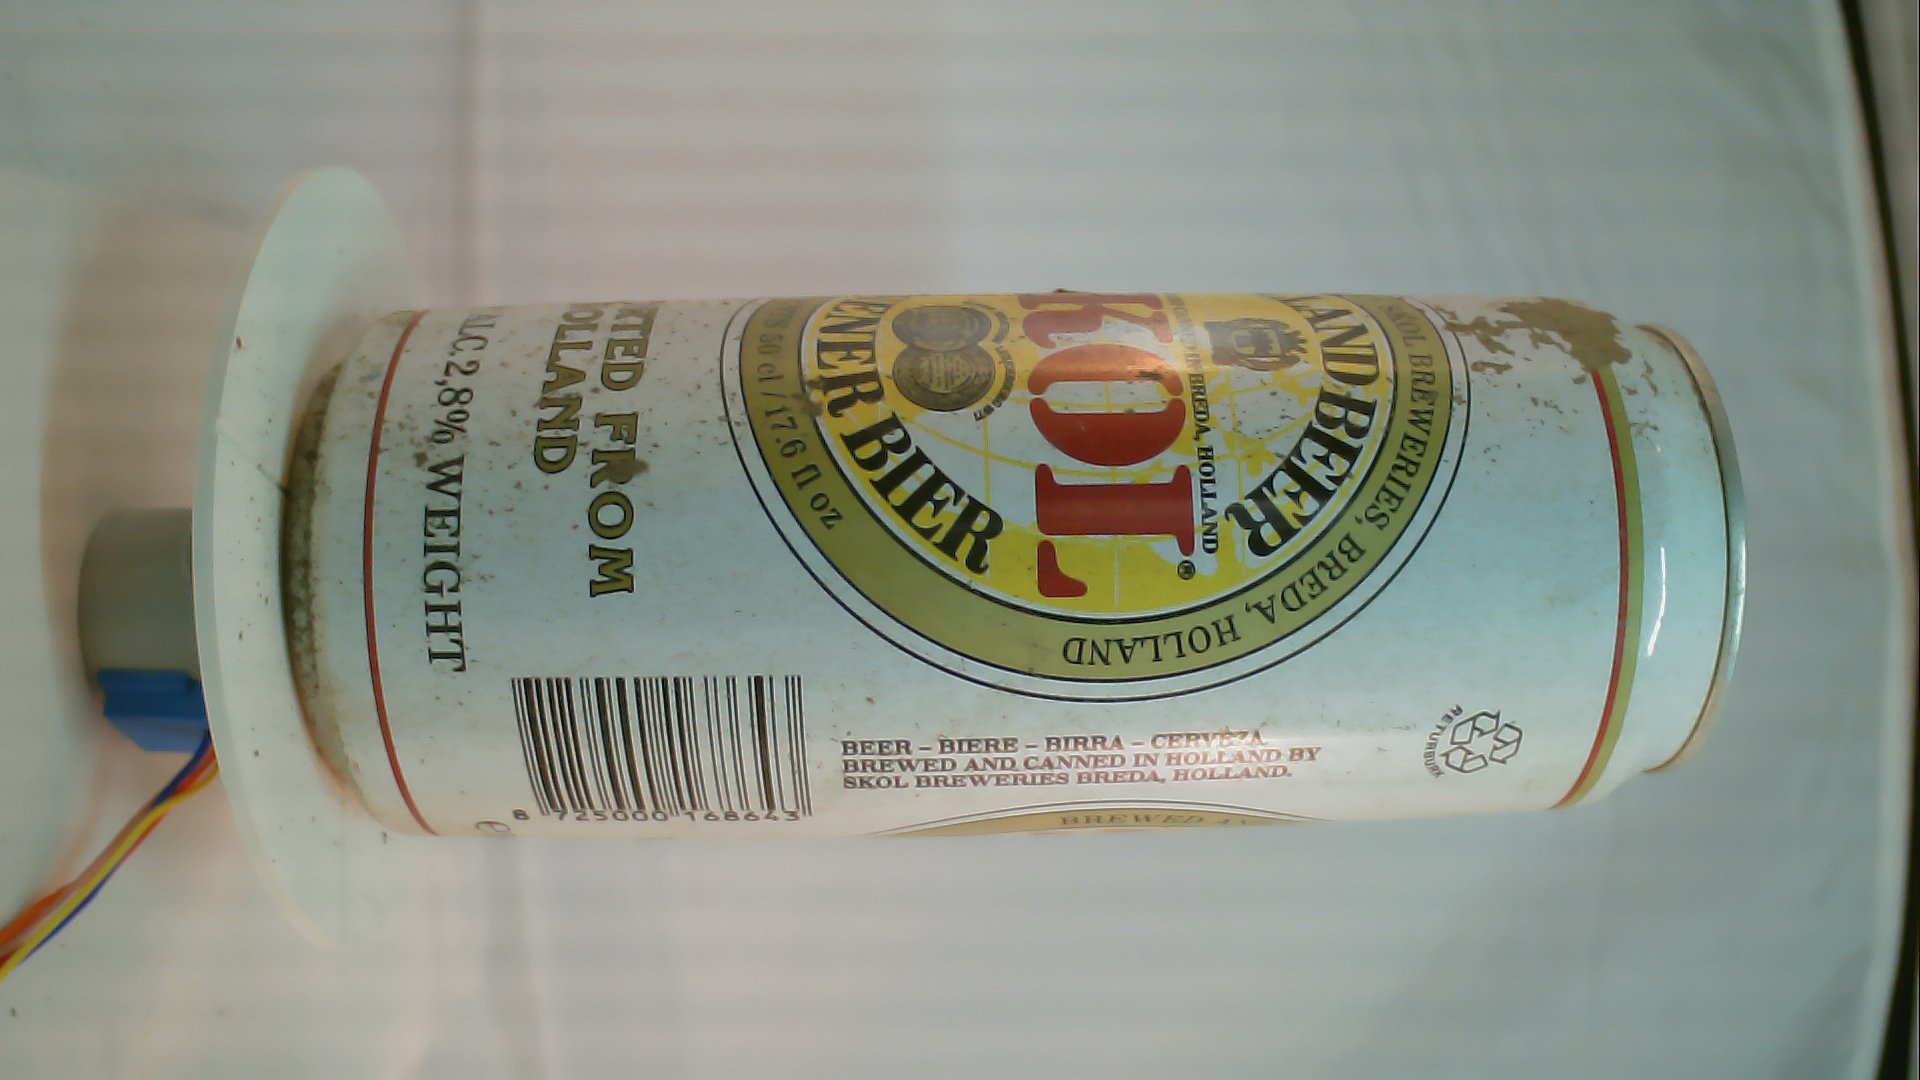 SKOL BREWERIES, BREDA, HOLLAND
LAND BEER
BREDA, HOLLAND
KOL®
ENER BIER
50 cl / 17.6 fl oz
RTED FROM
OLLAND
ALC. 2,8% WEIGHT
8 725000 168643
BEER – BIERE – BIRRA – CERVEZA
BREWED AND CANNED IN HOLLAND BY
SKOL BREWERIES BREDA, HOLLAND.
BREWED
e